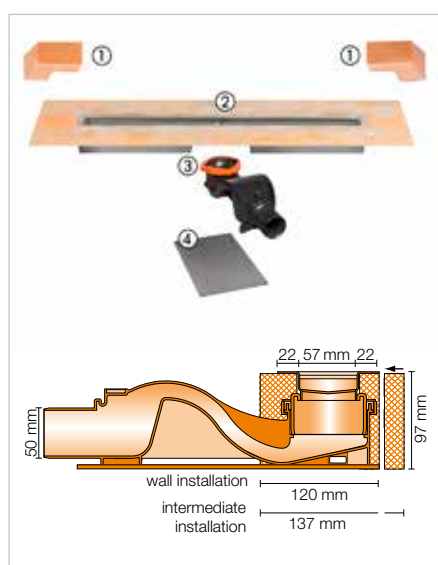 ① ①
②
③
④
22 57 mm 22
50 mm
97 mm
wall installation
120 mm
intermediate
installation
137 mm